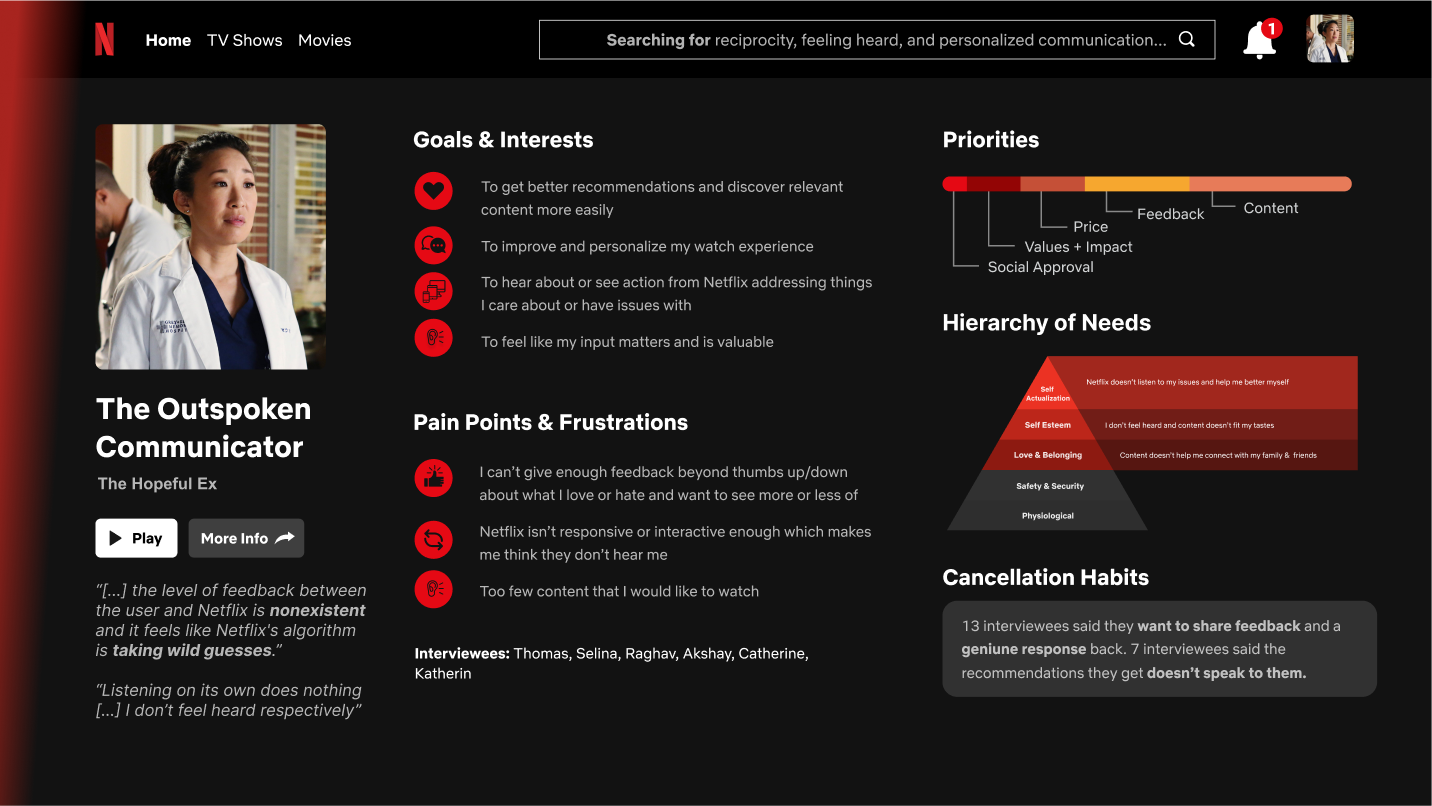 N
Home TV Shows Movies
Searching for reciprocity, feeling heard, and personalized communication...
1
The Outspoken
Communicator
The Hopeful Ex
Play
More Info
“[...] the level of feedback between
the user and Netflix is nonexistent
and it feels like Netflix's algorithm
is taking wild guesses.”
“Listening on its own does nothing
[...] I don’t feel heard respectively”
Goals & Interests
To get better recommendations and discover relevant
content more easily
To improve and personalize my watch experience
To hear about or see action from Netflix addressing things
I care about or have issues with
To feel like my input matters and is valuable
Pain Points & Frustrations
I can’t give enough feedback beyond thumbs up/down
about what I love or hate and want to see more or less of
Netflix isn’t responsive or interactive enough which makes
me think they don’t hear me
Too few content that I would like to watch
Interviewees: Thomas, Selina, Raghav, Akshay, Catherine,
Katherin
Priorities
Content
Feedback
Price
Values + Impact
Social Approval
Hierarchy of Needs
Self
Actualization
Netflix doesn’t listen to my issues and help me better myself
Self Esteem
I don’t feel heard and content doesn’t fit my tastes
Love & Belonging
Content doesn’t help me connect with my family & friends
Safety & Security
Physiological
Cancellation Habits
13 interviewees said they want to share feedback and a
geniune response back. 7 interviewees said the
recommendations they get doesn’t speak to them.